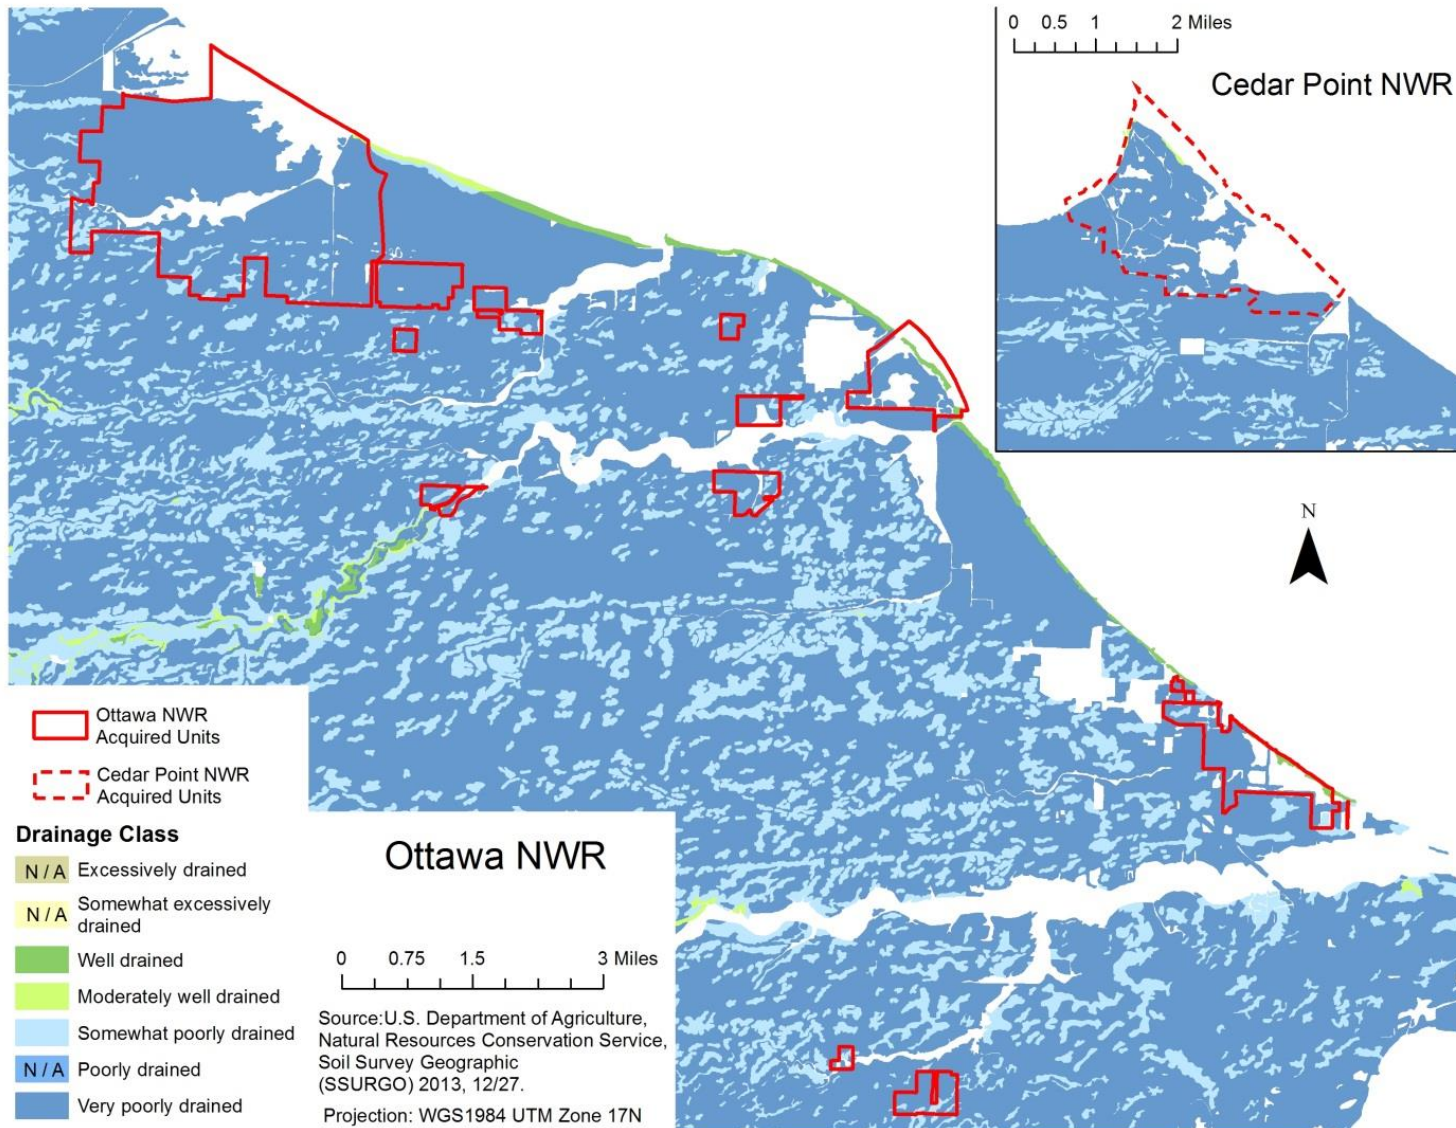 0 0.5 1 2 Miles
Cedar Point NWR
N
Ottawa NWR
Acquired Units
Cedar Point NWR
Acquired Units
Drainage Class
N / A Excessively drained
N / A Somewhat excessively
drained
Well drained
Moderately well drained
Somewhat poorly drained
N / A Poorly drained
Very poorly drained
Ottawa NWR
0 0.75 1.5 3 Miles
Source:U.S. Department of Agriculture,
Natural Resources Conservation Service,
Soil Survey Geographic
(SSURGO) 2013, 12/27.
Projection: WGS1984 UTM Zone 17N